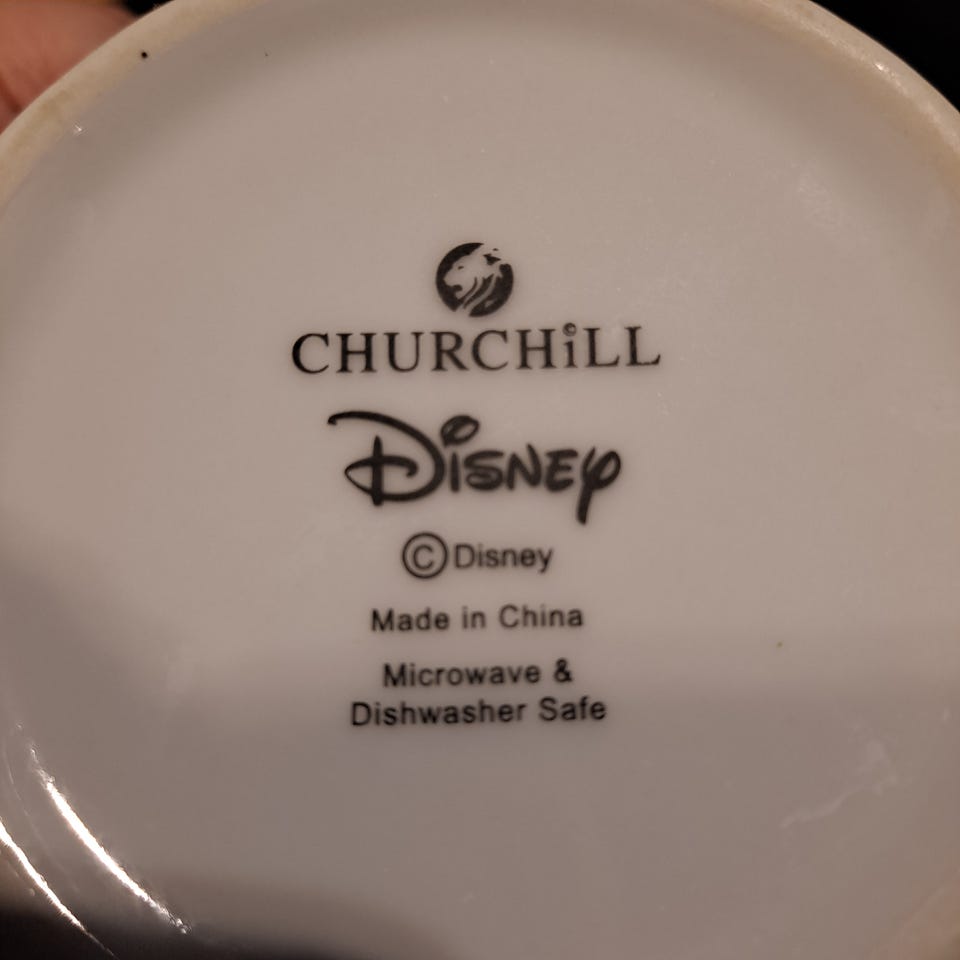 CHURCHiLL
Disney
© Disney
Made in China
Microwave &
Dishwasher Safe